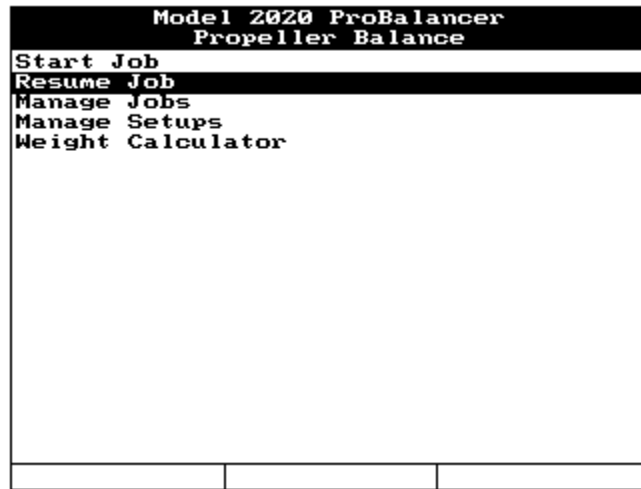 Model 2020 ProBalancer
Propeller Balance
Start Job
Resume Job
Manage Jobs
Manage Setups
Weight Calculator